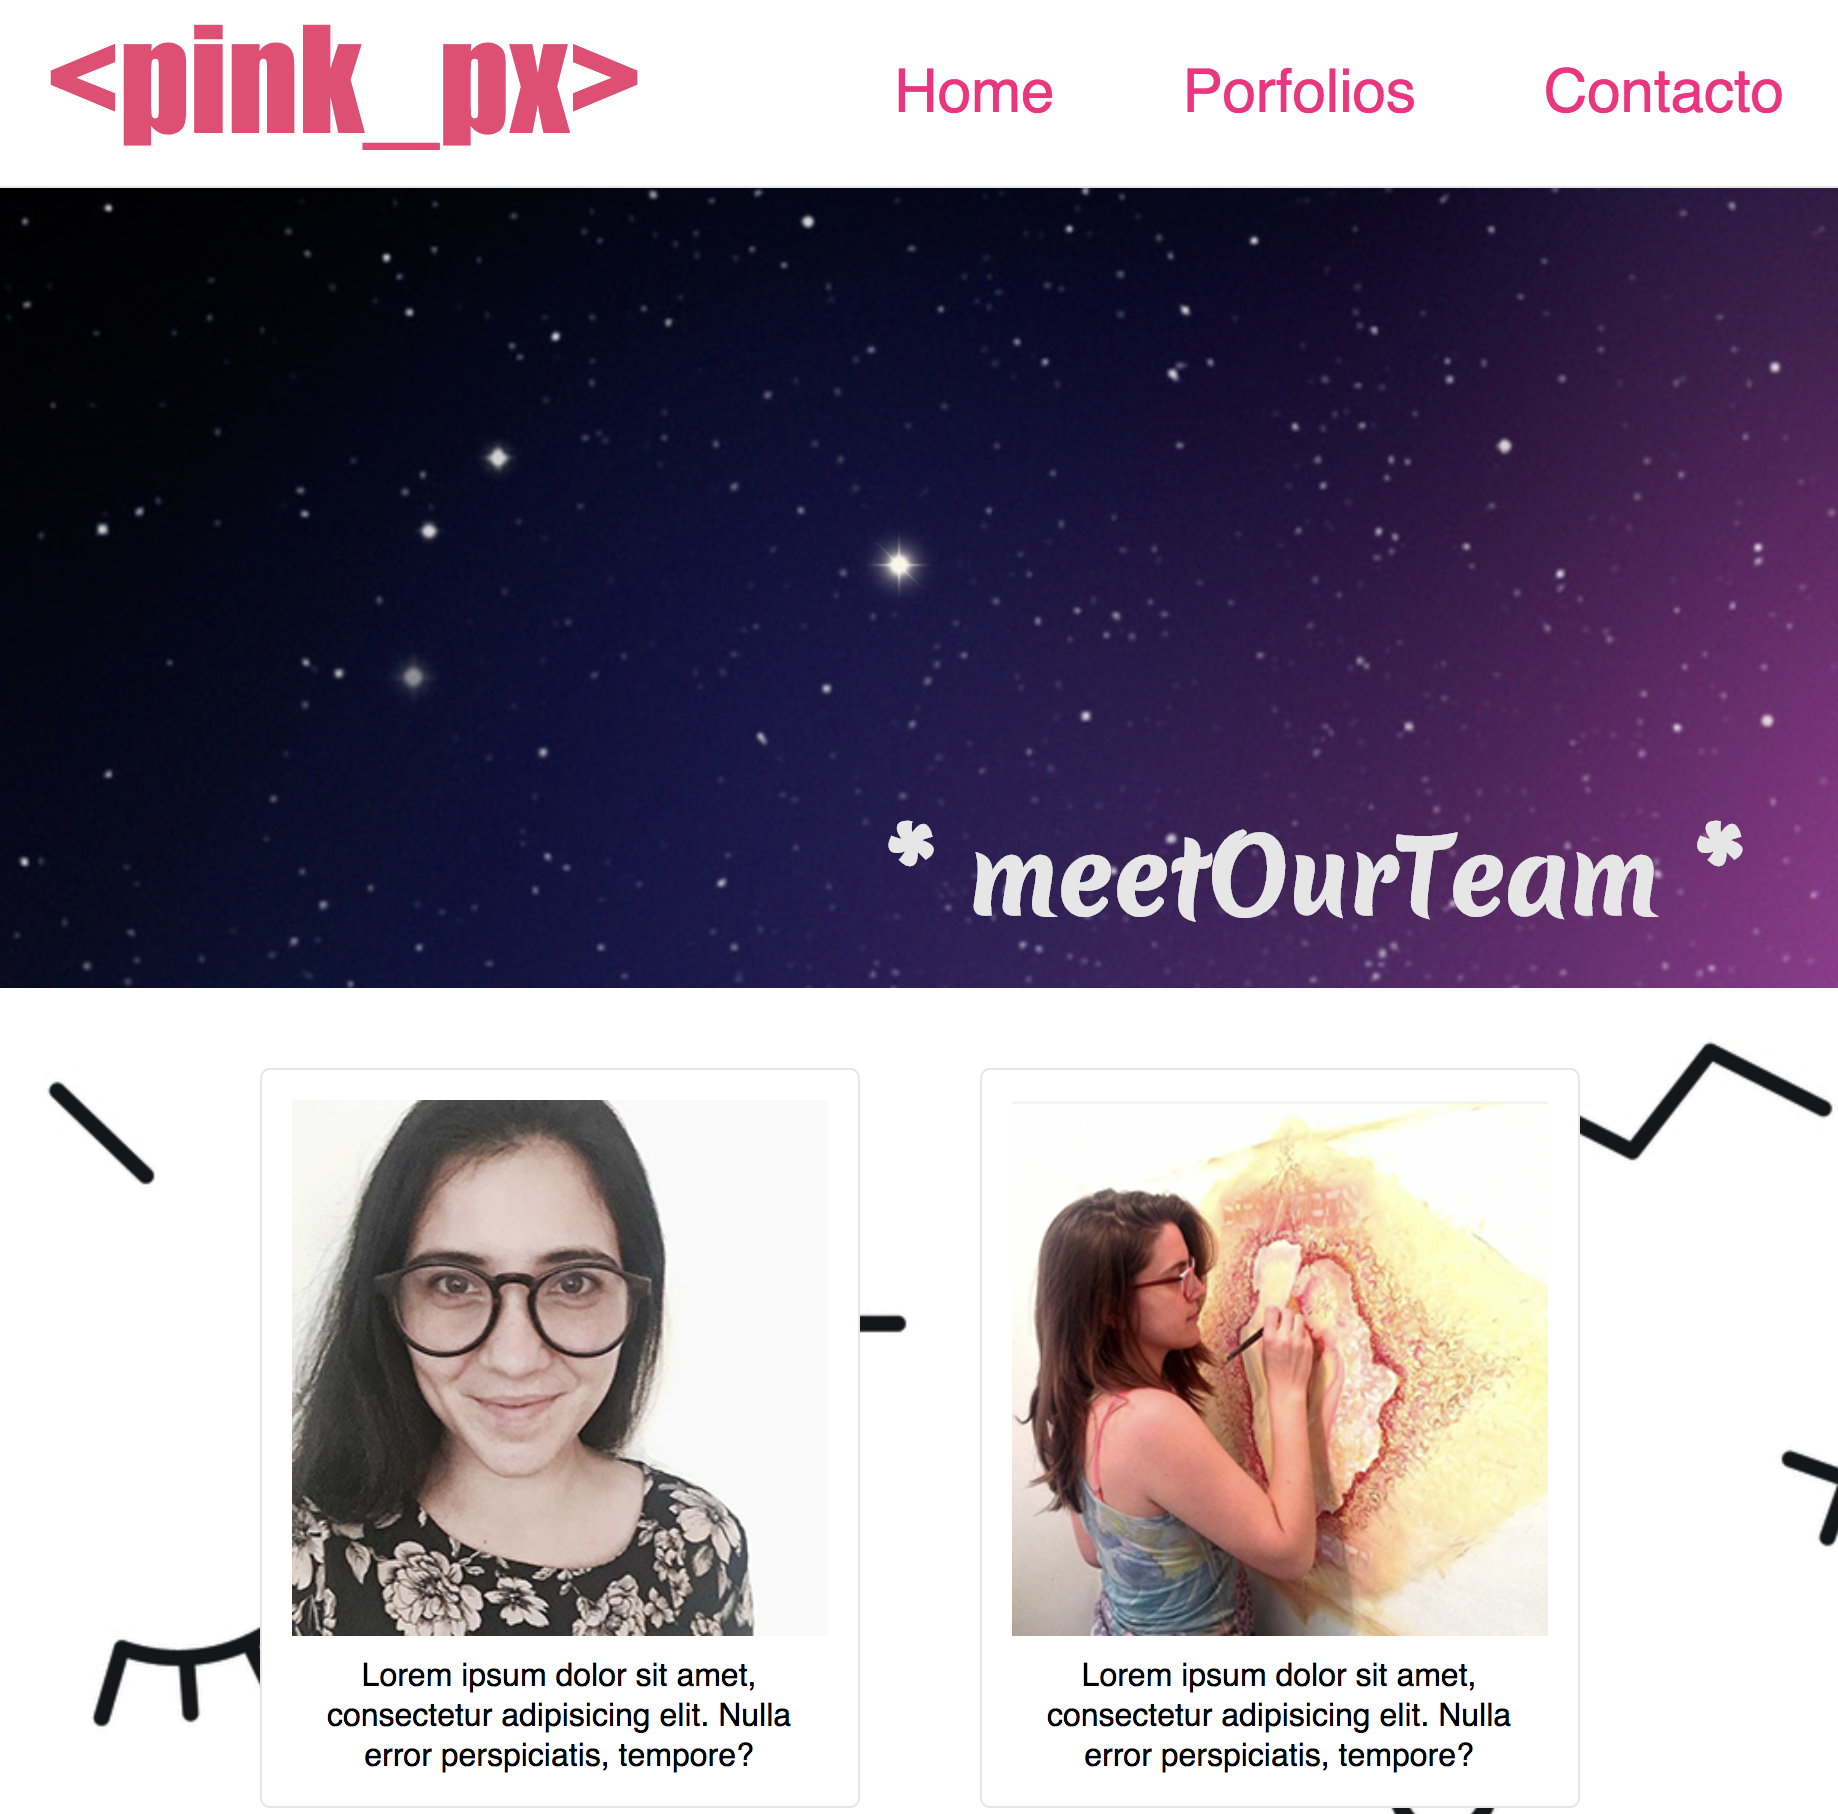 <pink_px>
Home Porfolios Contacto
* meetOurTeam *
Lorem ipsum dolor sit amet,
consectetur adipisicing elit. Nulla
error perspiciatis, tempore?
Lorem ipsum dolor sit amet,
consectetur adipisicing elit. Nulla
error perspiciatis, tempore?